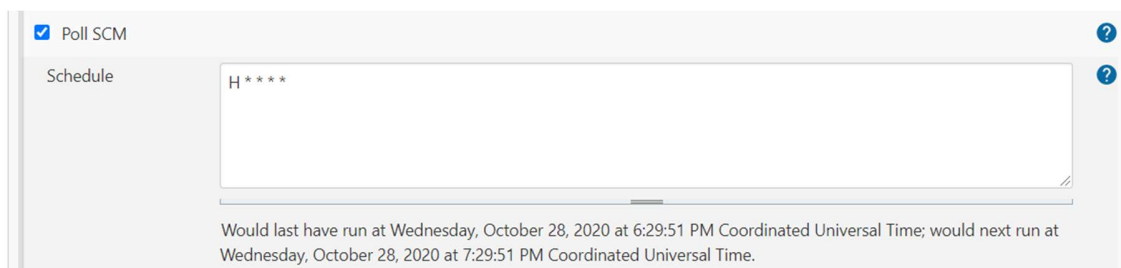 Poll SCM
?
Schedule
H * * * *
?
Would last have run at Wednesday, October 28, 2020 at 6:29:51 PM Coordinated Universal Time; would next run at
Wednesday, October 28, 2020 at 7:29:51 PM Coordinated Universal Time.